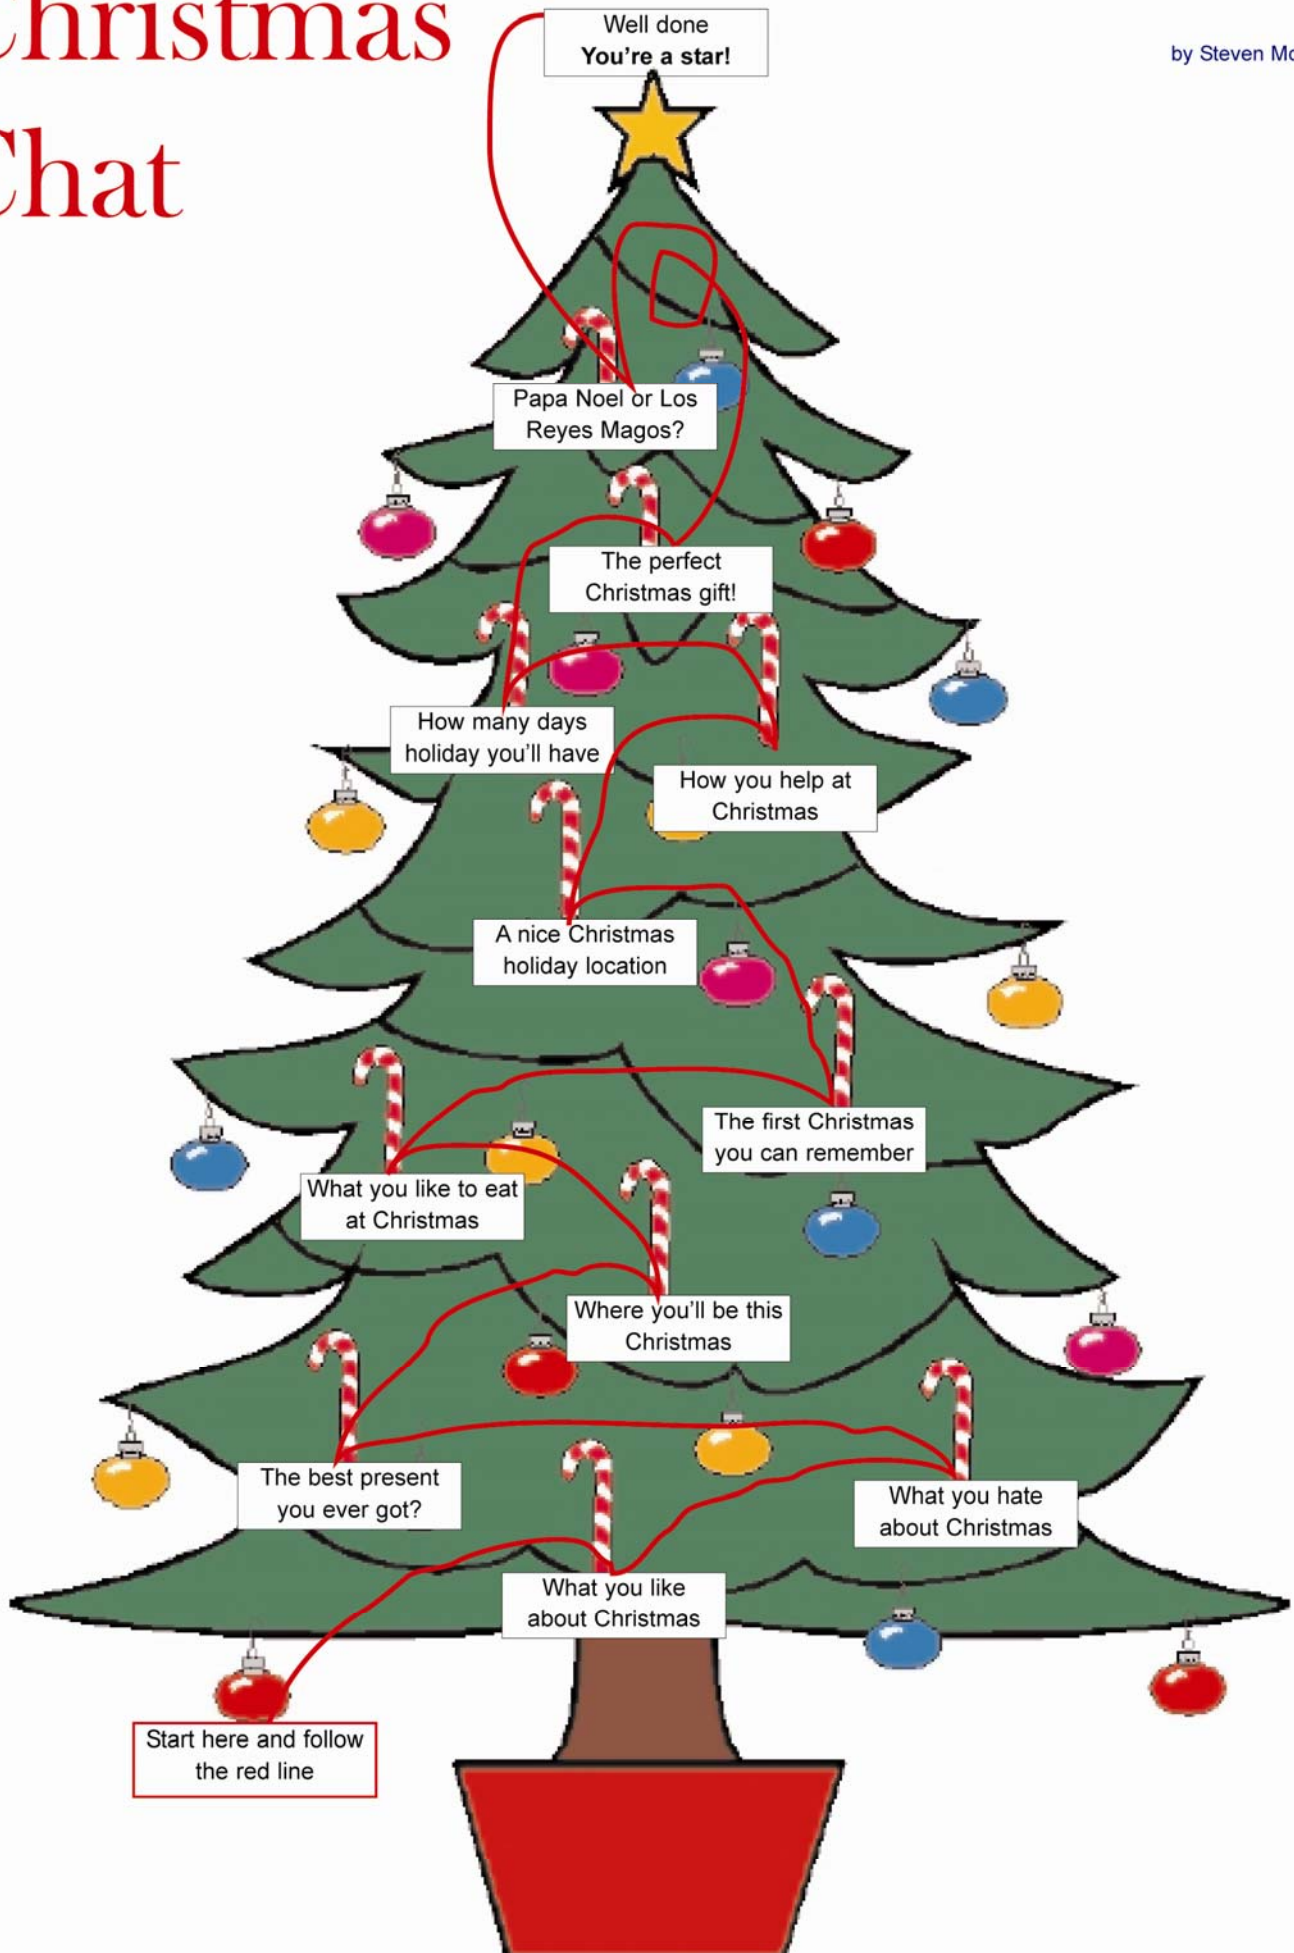 Christmas
Chat
by Steven Mc
Well done
You're a star!
Papa Noel or Los
Reyes Magos?
The perfect
Christmas gift!
How many days
holiday you'll have
How you help at
Christmas
A nice Christmas
holiday location
The first Christmas
you can remember
What you like to eat
at Christmas
Where you'll be this
Christmas
The best present
you ever got?
What you hate
about Christmas
What you like
about Christmas
Start here and follow
the red line